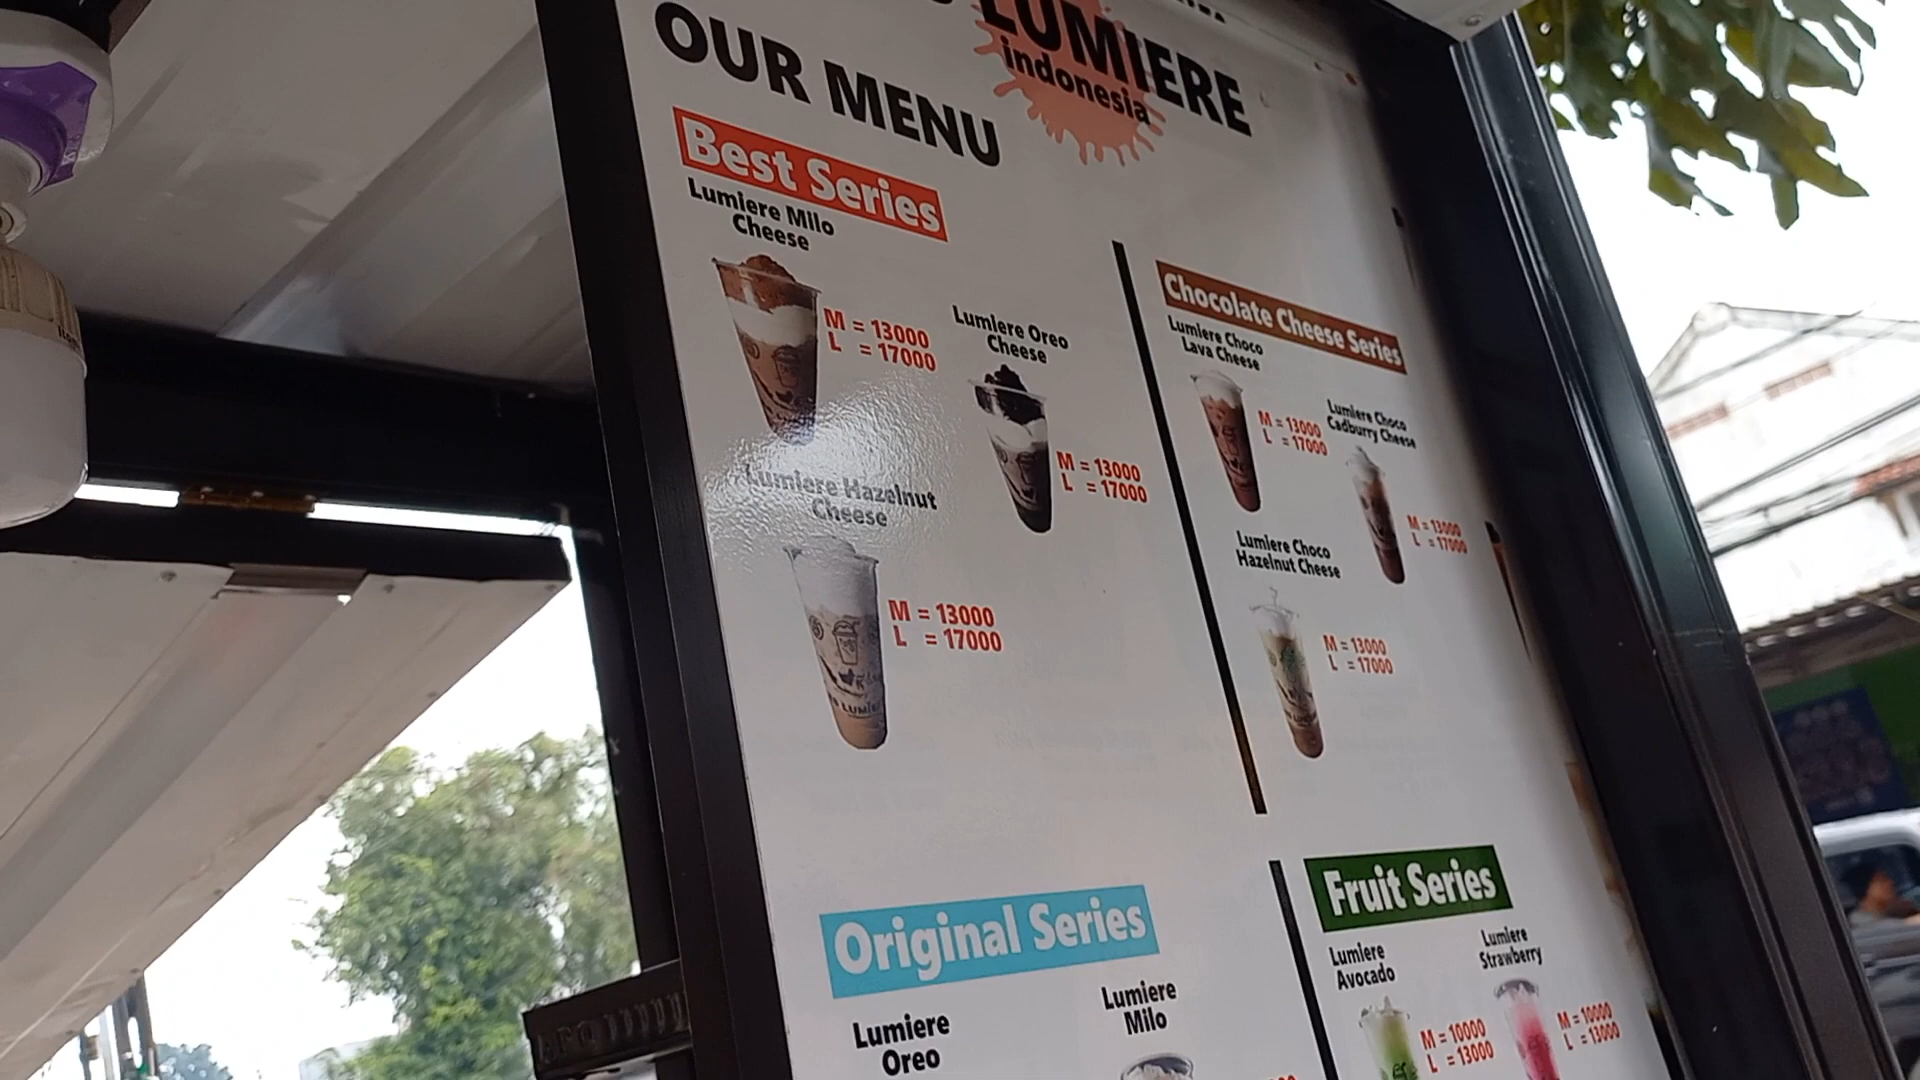 LUMIERE
indonesia
OUR MENU
Best Series
Lumiere Milo
Cheese
M = 13000
L = 17000
Lumiere Oreo
Cheese
M = 13000
L = 17000
Lumiere Hazelnut
Cheese
M = 13000
L = 17000
Chocolate Cheese Series
Lumiere Choco
Lava Cheese
M = 13000
L = 17000
Lumiere Choco
Cadburry Cheese
M = 13000
L = 17000
Lumiere Choco
Hazelnut Cheese
M = 13000
L = 17000
Original Series
Lumiere
Oreo
Lumiere
Milo
Fruit Series
Lumiere
Avocado
M = 10000
L = 13000
Lumiere
Strawberry
M = 10000
L = 13000